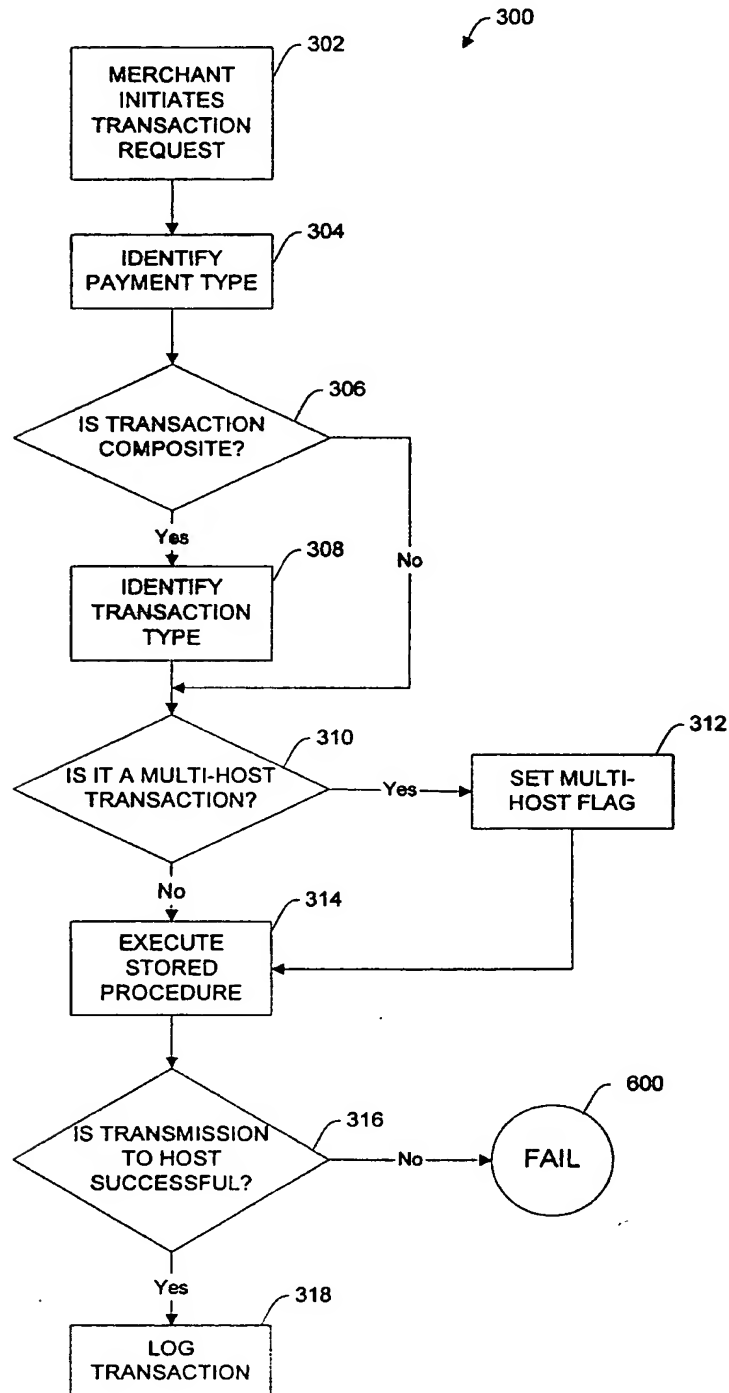 300
302
MERCHANT
INITIATES
TRANSACTION
REQUEST
304
IDENTIFY
PAYMENT TYPE
306
IS TRANSACTION
COMPOSITE?
Yes
No
308
IDENTIFY
TRANSACTION
TYPE
310
IS IT A MULTI-HOST
TRANSACTION?
Yes
312
SET MULTI-
HOST FLAG
No
314
EXECUTE
STORED
PROCEDURE
316
IS TRANSMISSION
TO HOST
SUCCESSFUL?
No
600
FAIL
Yes
318
LOG
TRANSACTION